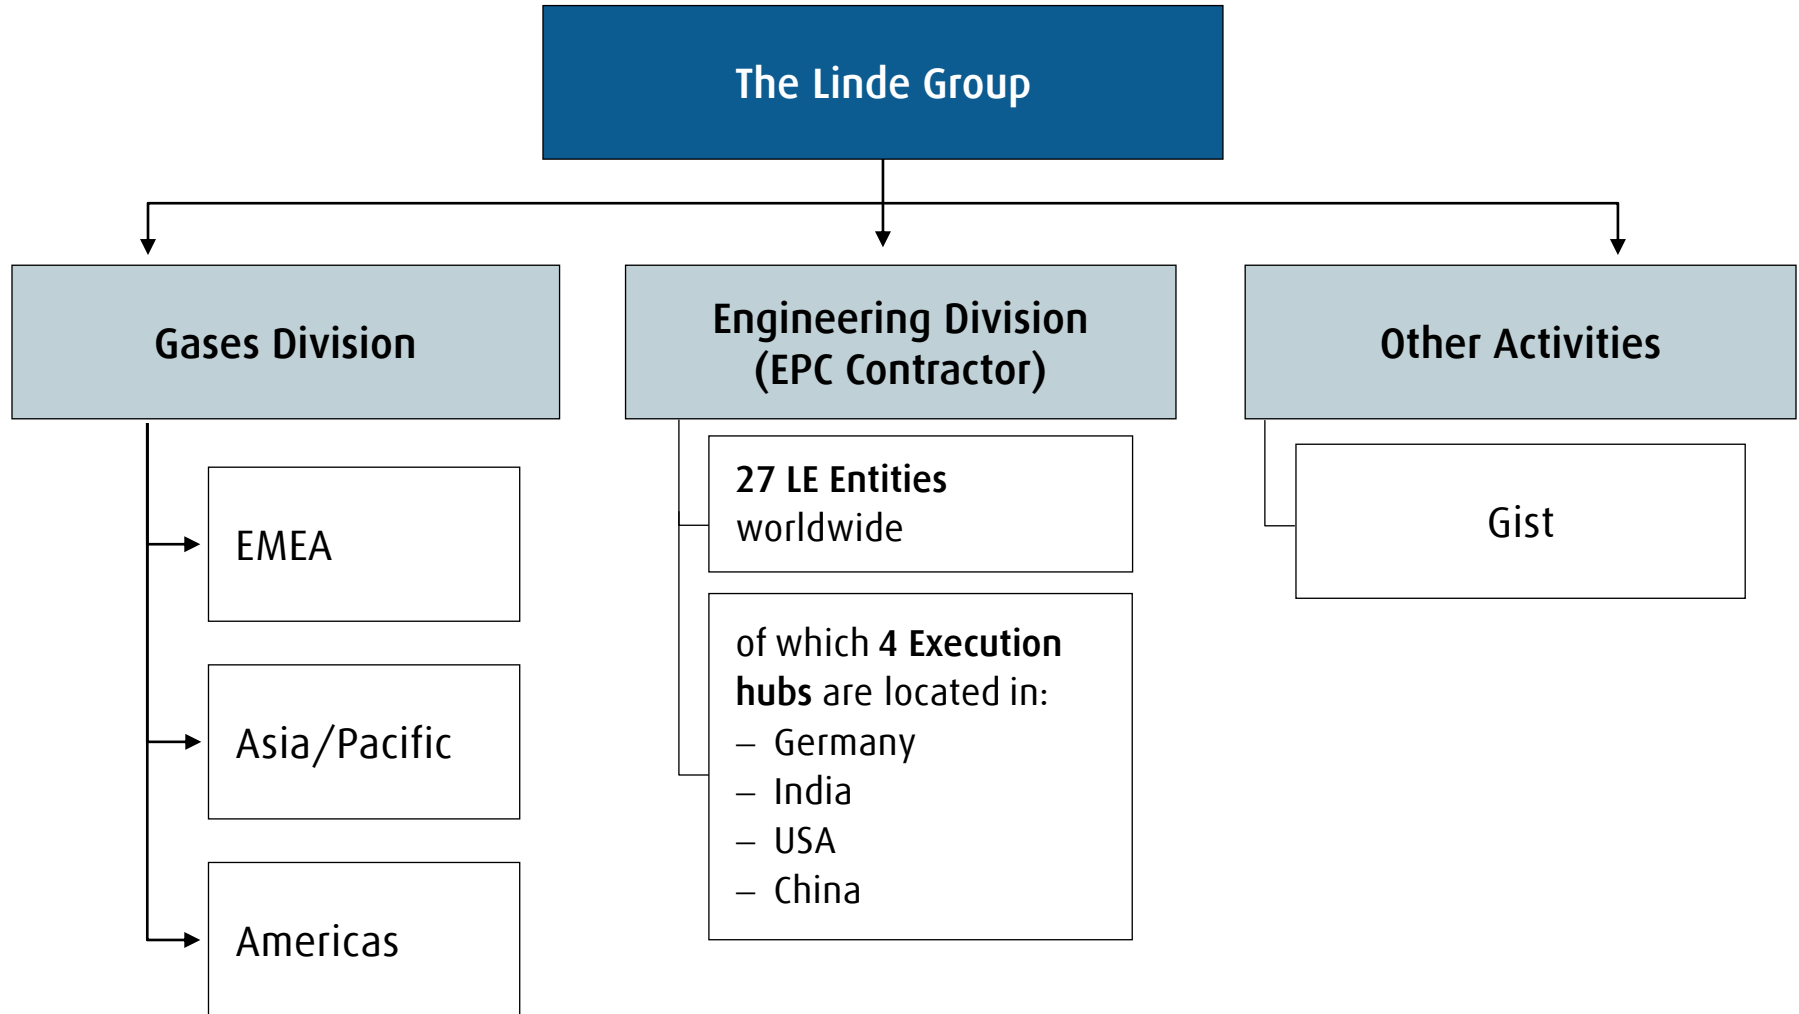 The Linde Group
Gases Division
EMEA
Asia/Pacific
Americas
Engineering Division
(EPC Contractor)
27 LE Entities
worldwide
of which 4 Execution
hubs are located in:
– Germany
– India
– USA
– China
Other Activities
Gist